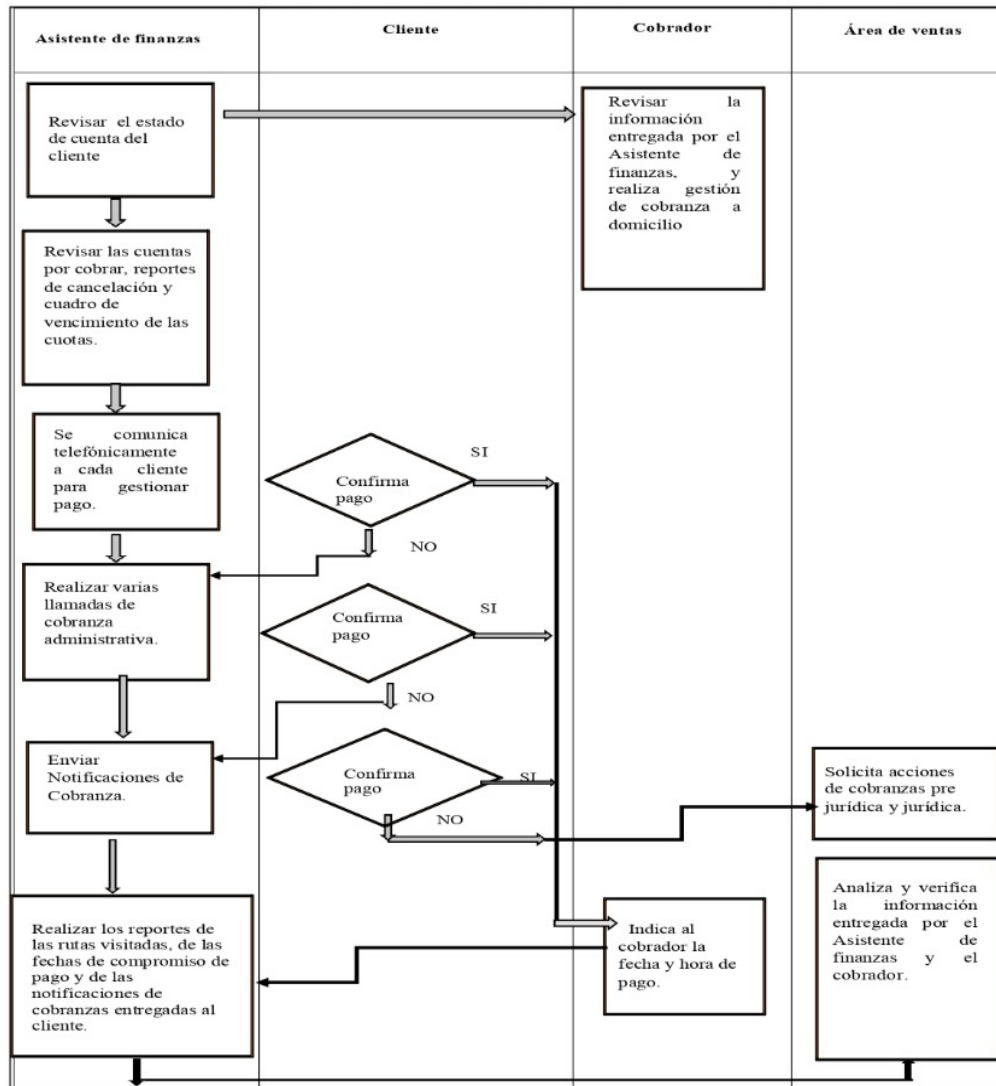 Asistente de finanzas
Cliente
Cobrador
Área de ventas
Revisar el estado
de cuenta del
cliente
Revisar la
información
entregada por el
Asistente de
finanzas, y
realiza gestión
de cobranza a
domicilio
Revisar las cuentas
por cobrar, reportes
de cancelación y
cuadro de
vencimiento de las
cuotas.
Se comunica
telefónicamente
a cada cliente
para gestionar
pago.
Confirma
pago
SI
NO
Realizar varias
llamadas de
cobranza
administrativa.
Confirma
pago
SI
NO
Enviar
Notificaciones de
Cobranza.
Confirma
pago
SI
NO
Solicita acciones
de cobranzas pre
jurídica y jurídica.
Realizar los reportes de
las rutas visitadas, de las
fechas de compromiso de
pago y de las
notificaciones de
cobranzas entregadas al
cliente.
Indica al
cobrador la
fecha y hora de
pago.
Analiza y verifica
la información
entregada por el
Asistente de
finanzas y el
cobrador.